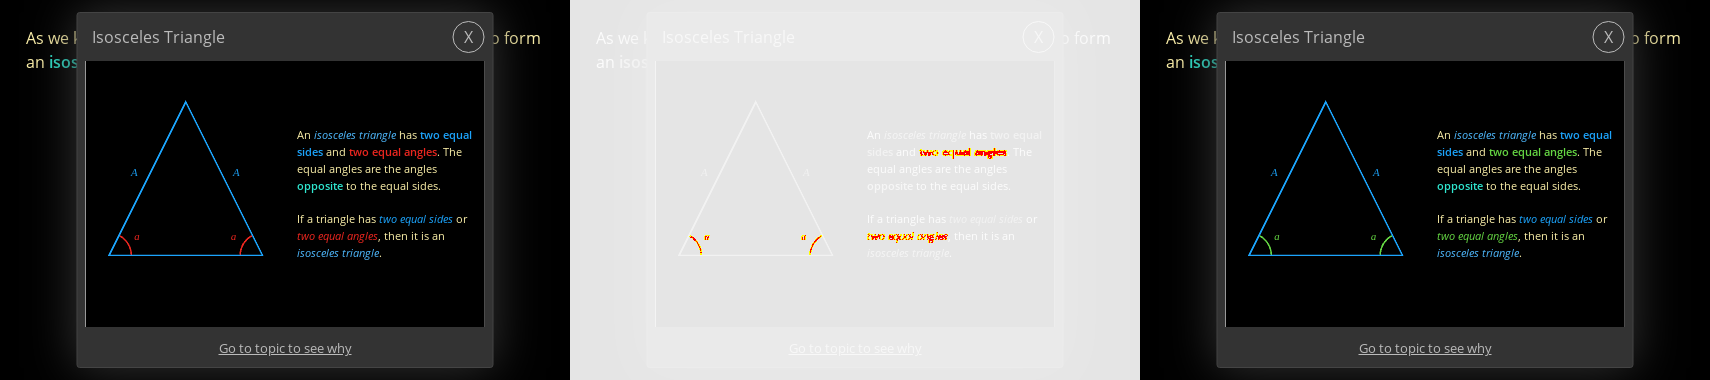 As we k
Isosceles Triangle
X
o form
an isos
An isosceles triangle has two equal
sides and two equal angles. The
equal angles are the angles
opposite to the equal sides.
A
A
If a triangle has two equal sides or
two equal angles, then it is an
isosceles triangle.
a
a
Go to topic to see why
As we k
Isosceles Triangle
X
o form
an isos
An isosceles triangle has two equal
sides and two equal angles. The
equal angles are the angles
opposite to the equal sides.
A
A
If a triangle has two equal sides or
two equal angles, then it is an
isosceles triangle.
a
a
Go to topic to see why
As we k
Isosceles Triangle
X
o form
an isos
An isosceles triangle has two equal
sides and two equal angles. The
equal angles are the angles
opposite to the equal sides.
A
A
If a triangle has two equal sides or
two equal angles, then it is an
isosceles triangle.
a
a
Go to topic to see why